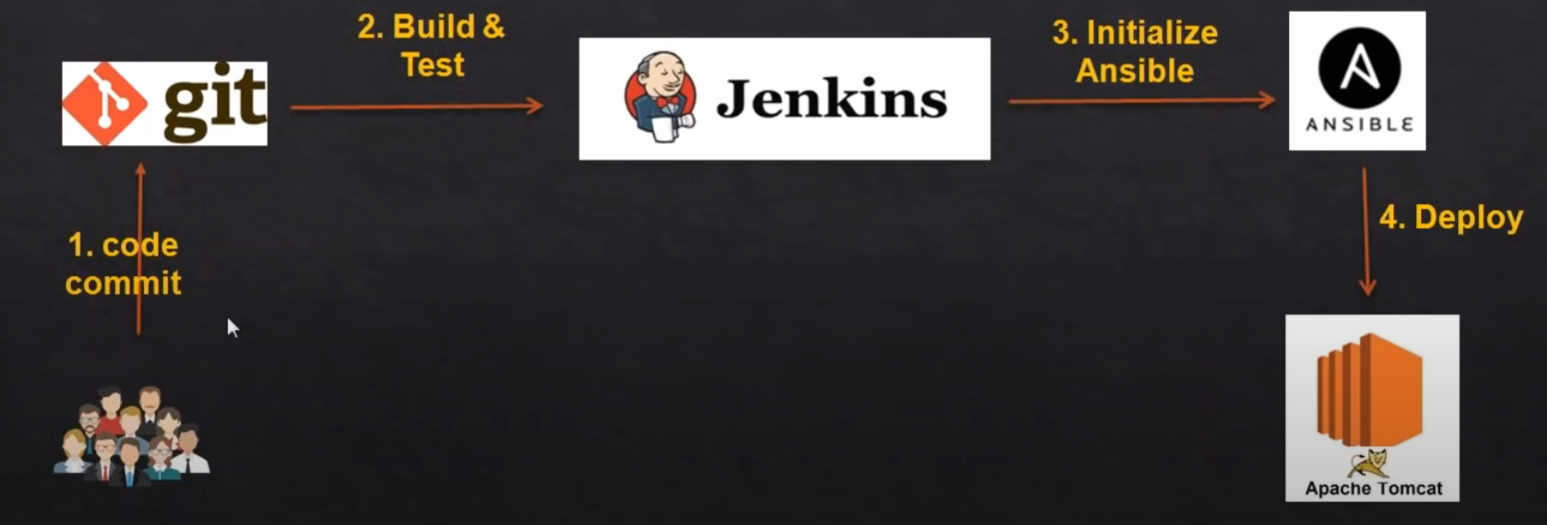 2. Build &
Test
3. Initialize
Ansible
git
Jenkins
ANSIBLE
1. code
commit
4. Deploy
Apache Tomcat